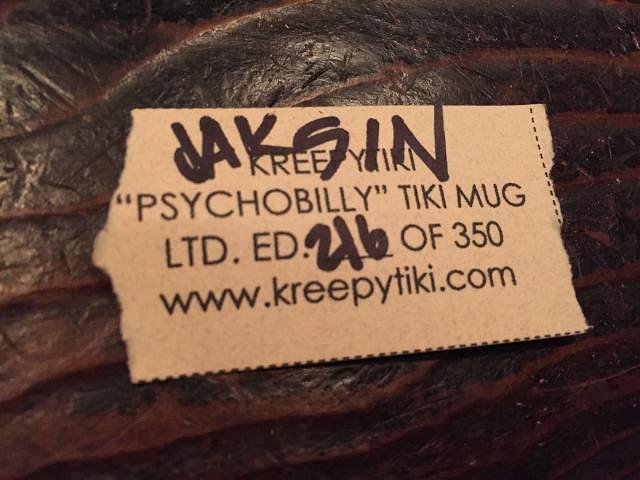 JAKSIN
KREEPYTIKI
“PSYCHOBILLY” TIKI MUG
LTD. ED. 216 OF 350
www.kreepytiki.com